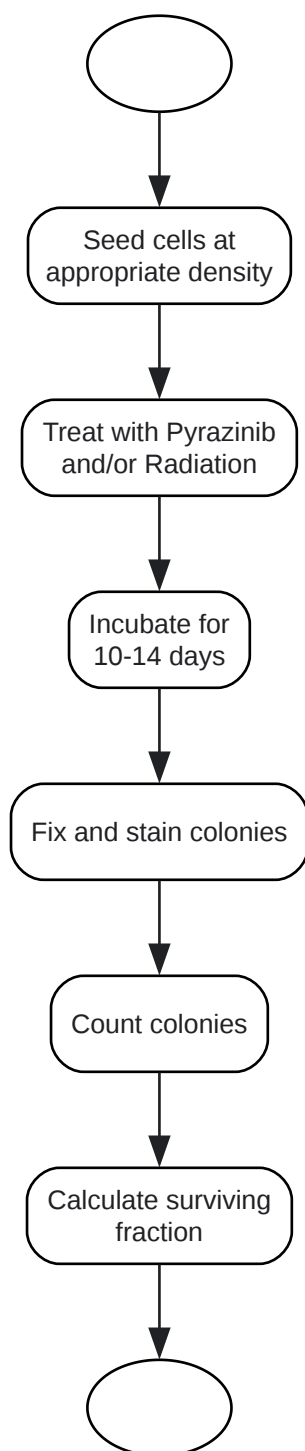 Seed cells at
appropriate density
Treat with Pyrazinib
and/or Radiation
Incubate for
10-14 days
Fix and stain colonies
Count colonies
Calculate surviving
fraction